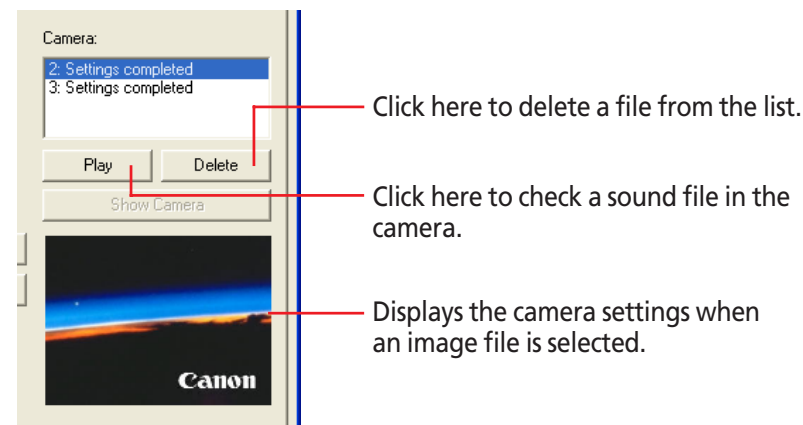 Camera:
2: Settings completed
3: Settings completed
Click here to delete a file from the list.
Play
Delete
Click here to check a sound file in the
camera.
Show Camera
Displays the camera settings when
an image file is selected.
Canon